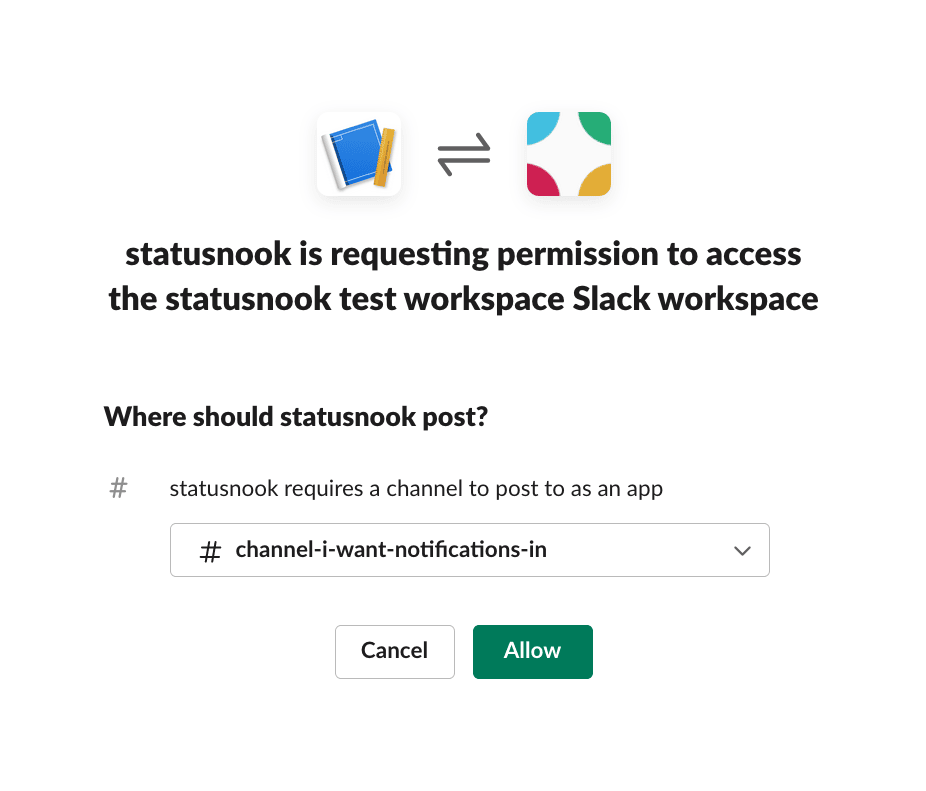 statusnook is requesting permission to access
the statusnook test workspace Slack workspace
Where should statusnook post?
# statusnook requires a channel to post to as an app
# channel-i-want-notifications-in
Cancel Allow